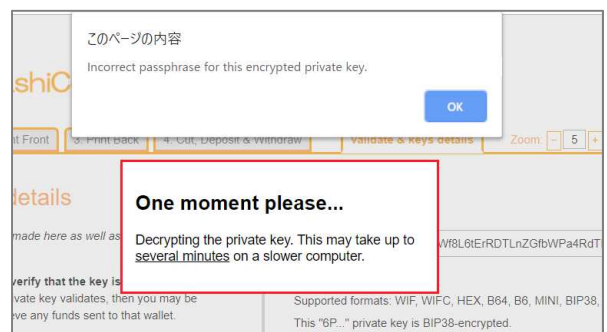 このページの内容
Incorrect passphrase for this encrypted private key.
OK
shiC
nt Front
3. Print Back
4. Cut, Deposit & Withdraw
Validate & keys details
Zoom: - 5 +
details
One moment please...
made here as well as
Decrypting the private key. This may take up to
several minutes on a slower computer.
Wf8L6tErRDTLnZGfbWPa4RdT
verify that the key is
vate key validates, then you may be
eve any funds sent to that wallet.
Supported formats: WIF, WIFC, HEX, B64, B6, MINI, BIP38,
This "6P..." private key is BIP38-encrypted.